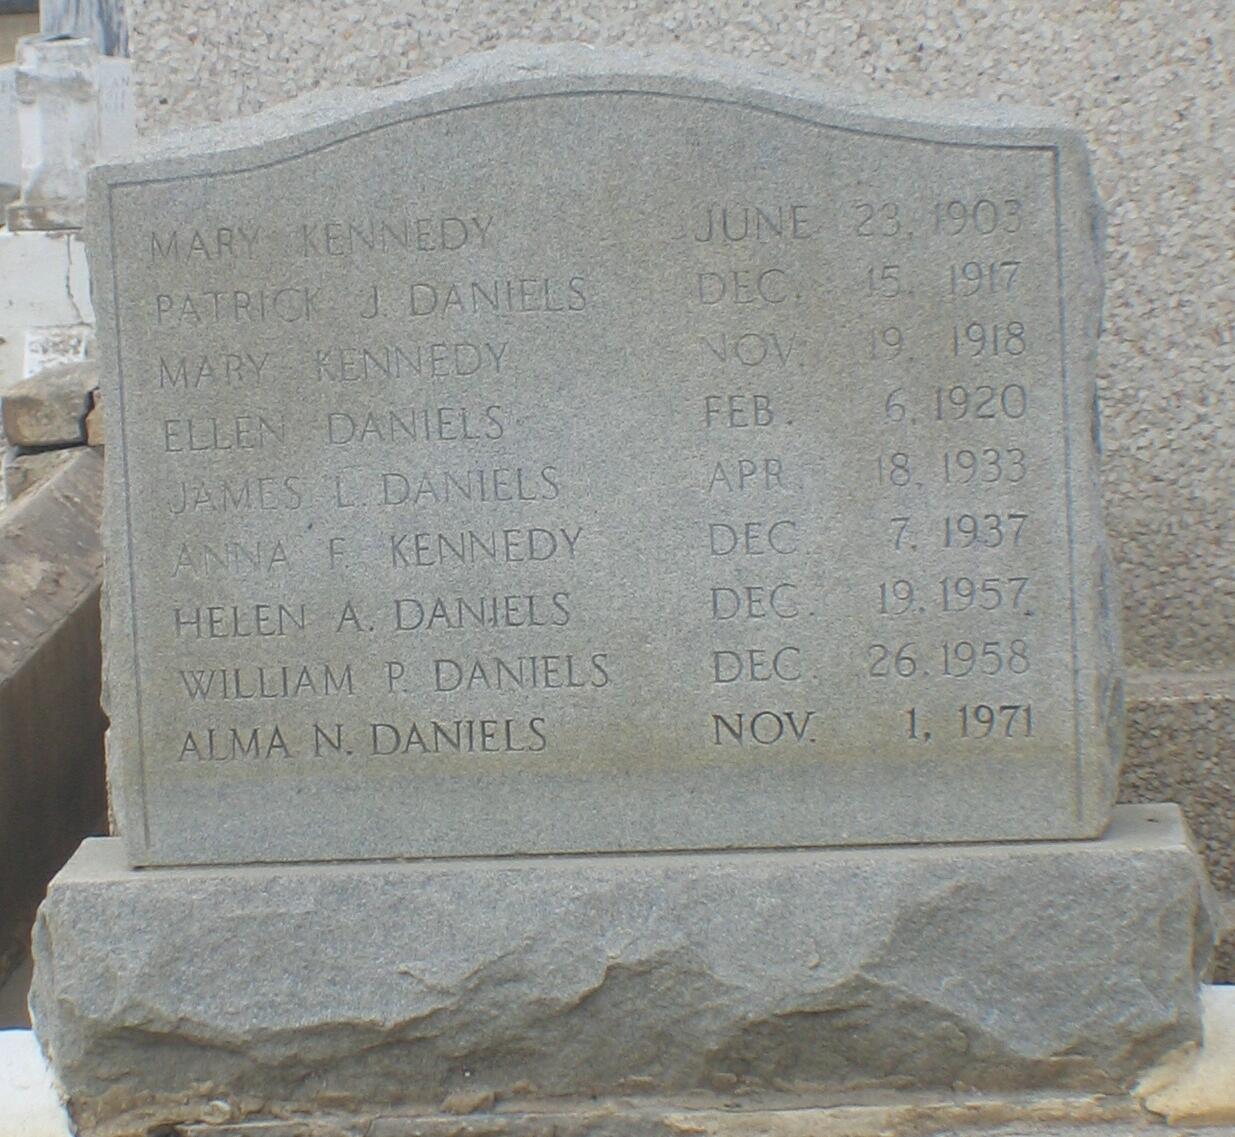 MARY KENNEDY JUNE 23, 1903
PATRICK J. DANIELS DEC. 15, 1917
MARY KENNEDY NOV. 19, 1918
ELLEN DANIELS FEB. 6, 1920
JAMES L. DANIELS APR. 18, 1933
ANNA F. KENNEDY DEC. 7, 1937
HELEN A. DANIELS DEC. 19, 1957
WILLIAM P. DANIELS DEC. 26, 1958
ALMA N. DANIELS NOV. 1, 1971